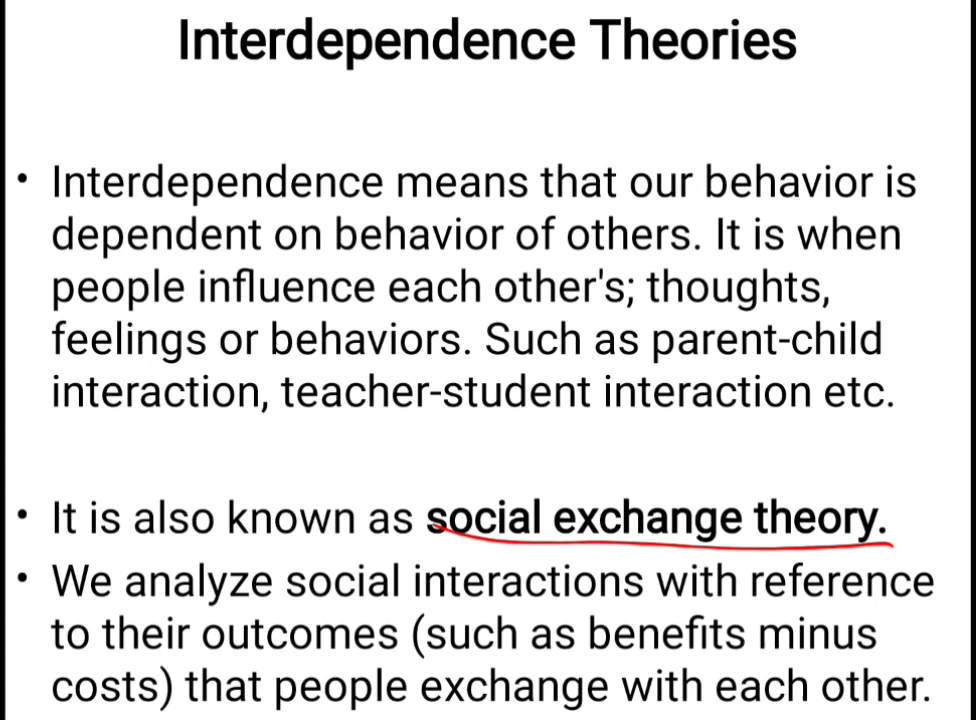 Interdependence Theories
• Interdependence means that our behavior is
dependent on behavior of others. It is when
people influence each other's; thoughts,
feelings or behaviors. Such as parent-child
interaction, teacher-student interaction etc.
• It is also known as social exchange theory.
• We analyze social interactions with reference
to their outcomes (such as benefits minus
costs) that people exchange with each other.